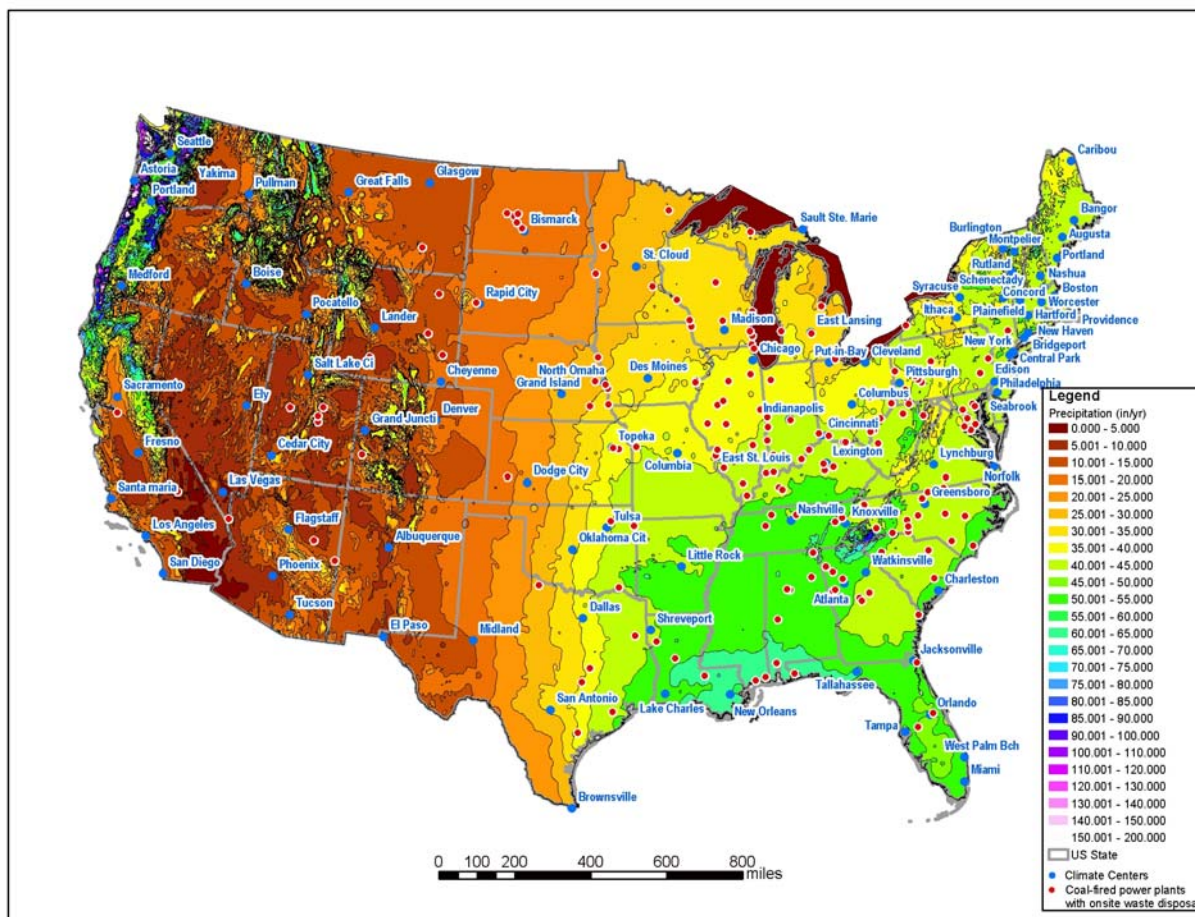 Seattle
Astoria
Yakima
Portland
Pullman
Great Falls
Glasgow
Bismarck
Sault Ste. Marie
Caribou
Bangor
Augusta
Burlington
Montpelier
Portland
Rutland
Nashua
Schenectady
Boston
Syracuse
Concord
Worcester
Ithaca
Plainefield
Hartford
Providence
New Haven
New York
Bridgeport
Central Park
Edison
Philadelphia
Seabrook
Medford
Boise
Pocatello
Lander
Rapid City
St. Cloud
Madison
East Lansing
Chicago
Put-in-Bay
Cleveland
Pittsburgh
Sacramento
Ely
Salt Lake Ci
Cheyenne
North Omaha
Grand Island
Des Moines
Columbus
Indianapolis
Cincinnati
Fresno
Cedar City
Grand Juncti
Denver
Topeka
Columbia
East St. Louis
Lexington
Lynchburg
Norfolk
Santa maria
Las Vegas
Dodge City
Greensboro
Los Angeles
Flagstaff
Albuquerque
Tulsa
Oklahoma Cit
Nashville
Knoxville
San Diego
Phoenix
Little Rock
Watkinsville
Tucson
Atlanta
Charleston
El Paso
Midland
Dallas
Shreveport
Jacksonville
San Antonio
Lake Charles
New Orleans
Tallahassee
Orlando
Tampa
West Palm Bch
Miami
Brownsville
Legend
Precipitation (in/yr)
0.000 - 5.000
5.001 - 10.000
10.001 - 15.000
15.001 - 20.000
20.001 - 25.000
25.001 - 30.000
30.001 - 35.000
35.001 - 40.000
40.001 - 45.000
45.001 - 50.000
50.001 - 55.000
55.001 - 60.000
60.001 - 65.000
65.001 - 70.000
70.001 - 75.000
75.001 - 80.000
80.001 - 85.000
85.001 - 90.000
90.001 - 100.000
100.001 - 110.000
110.001 - 120.000
120.001 - 130.000
130.001 - 140.000
140.001 - 150.000
150.001 - 200.000
US State
Climate Centers
Coal-fired power plants
with onsite waste disposa
0 100 200 400 600 800
miles